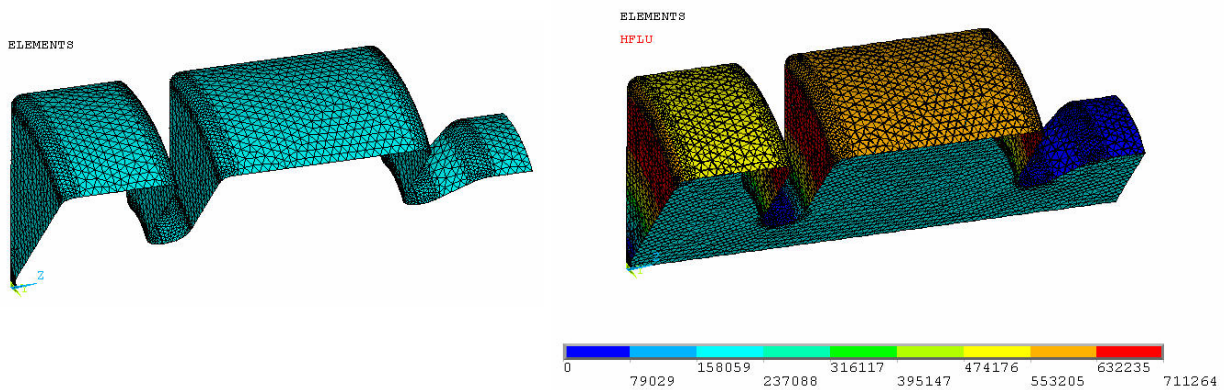 ELEMENTS
Z
ELEMENTS
HFLU
0 158059 316117 474176 632235
79029 237088 395147 553205 711264